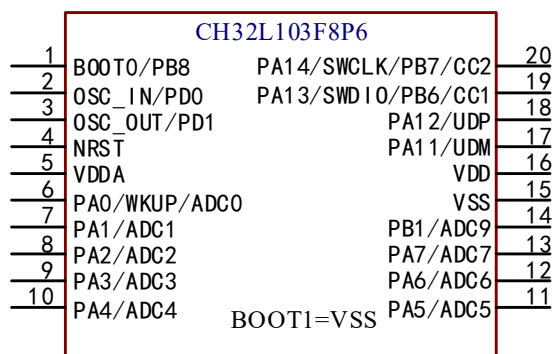 CH32L103F8P6
1 BOOT0/PB8 PA14/SWCLK/PB7/CC2 20
2 OSC_IN/PD0 PA13/SWDIO/PB6/CC1 19
3 OSC_OUT/PD1 PA12/UDP 18
4 NRST PA11/UDM 17
5 VDDA VDD 16
6 PA0/WKUP/ADC0 VSS 15
7 PA1/ADC1 PB1/ADC9 14
8 PA2/ADC2 PA7/ADC7 13
9 PA3/ADC3 PA6/ADC6 12
10 PA4/ADC4 PA5/ADC5 11
BOOT1=VSS